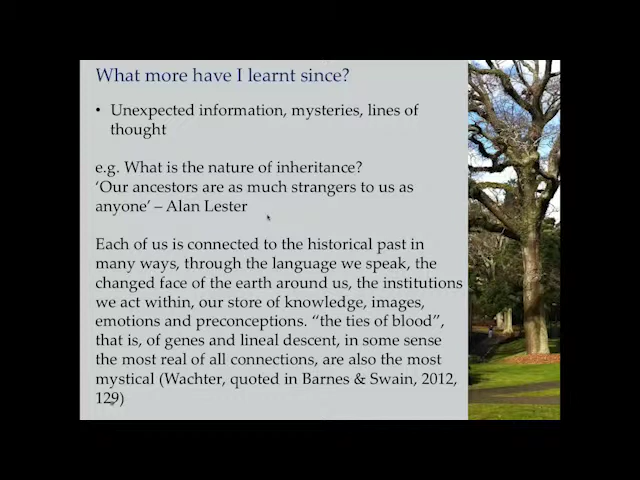 What more have I learnt since?
• Unexpected information, mysteries, lines of
thought
e.g. What is the nature of inheritance?
‘Our ancestors are as much strangers to us as
anyone’ – Alan Lester
Each of us is connected to the historical past in
many ways, through the language we speak, the
changed face of the earth around us, the institutions
we act within, our store of knowledge, images,
emotions and preconceptions. “the ties of blood”,
that is, of genes and lineal descent, in some sense
the most real of all connections, are also the most
mystical (Wachter, quoted in Barnes & Swain, 2012,
129)